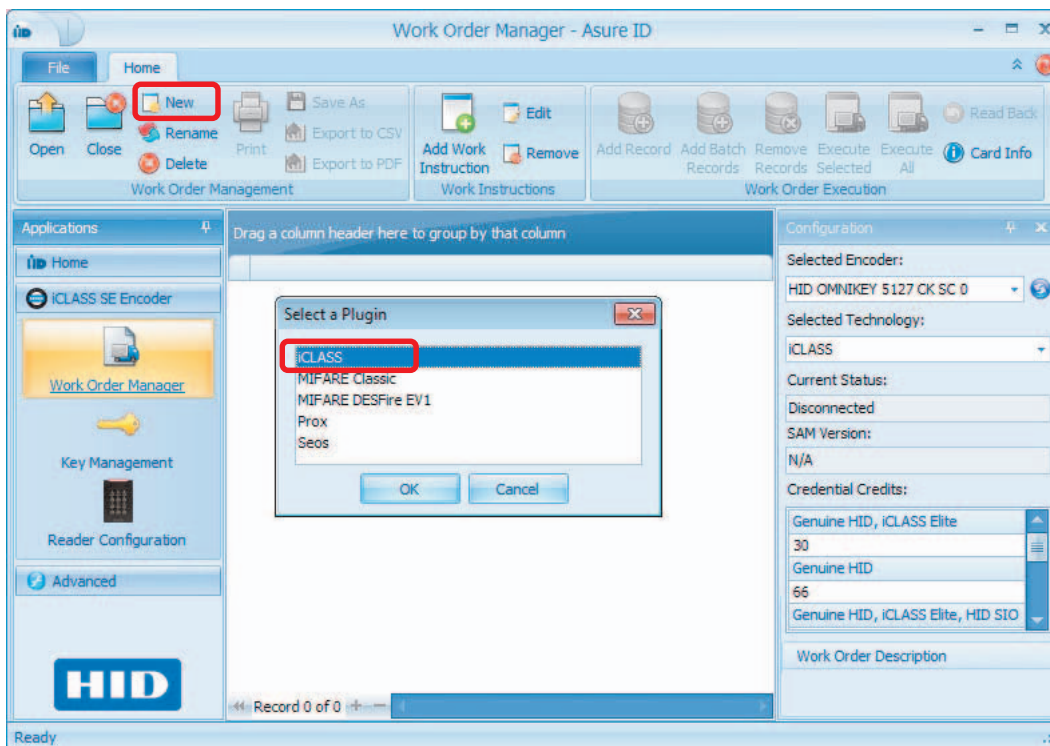 Work Order Manager - Asure ID
File
Home
Open
Close
New
Rename
Delete
Print
Save As
Export to CSV
Export to PDF
Work Order Management
Add Work
Instruction
Edit
Remove
Work Instructions
Add Record
Add Batch
Records
Remove
Records
Execute
Selected
Execute
All
Read Back
Card Info
Work Order Execution
Applications
iID Home
iCLASS SE Encoder
Work Order Manager
Key Management
Reader Configuration
Advanced
HID
Drag a column header here to group by that column
Select a Plugin
iCLASS
MIFARE Classic
MIFARE DESFire EV1
Prox
Seos
OK
Cancel
Record 0 of 0
Configuration
Selected Encoder:
HID OMNIKEY 5127 CK SC 0
Selected Technology:
iCLASS
Current Status:
Disconnected
SAM Version:
N/A
Credential Credits:
Genuine HID, iCLASS Elite
30
Genuine HID
66
Genuine HID, iCLASS Elite, HID SIO
Work Order Description
Ready